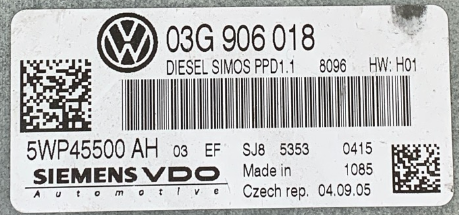 VW 03G 906 018
DIESEL SIMOS PPD1.1 8096 HW: H01
5WP45500 AH 03 EF SJ8 5353 0415
SIEMENS VDO Made in 1085
Automotive Czech rep. 04.09.05